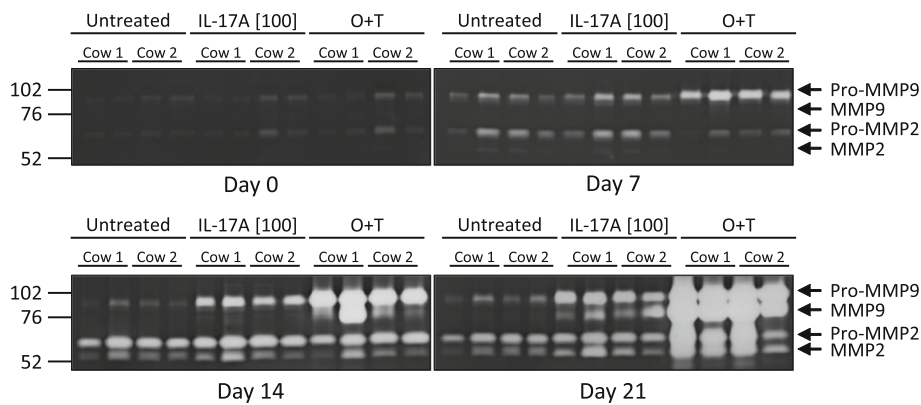 Untreated IL-17A [100] O+T Untreated IL-17A [100] O+T
Cow 1 Cow 2 Cow 1 Cow 2 Cow 1 Cow 2 Cow 1 Cow 2 Cow 1 Cow 2 Cow 1 Cow 2
102 Pro-MMP9
76 MMP9
Pro-MMP2
52 MMP2
Day 0 Day 7
Untreated IL-17A [100] O+T Untreated IL-17A [100] O+T
Cow 1 Cow 2 Cow 1 Cow 2 Cow 1 Cow 2 Cow 1 Cow 2 Cow 1 Cow 2 Cow 1 Cow 2
102 Pro-MMP9
76 MMP9
Pro-MMP2
52 MMP2
Day 14 Day 21